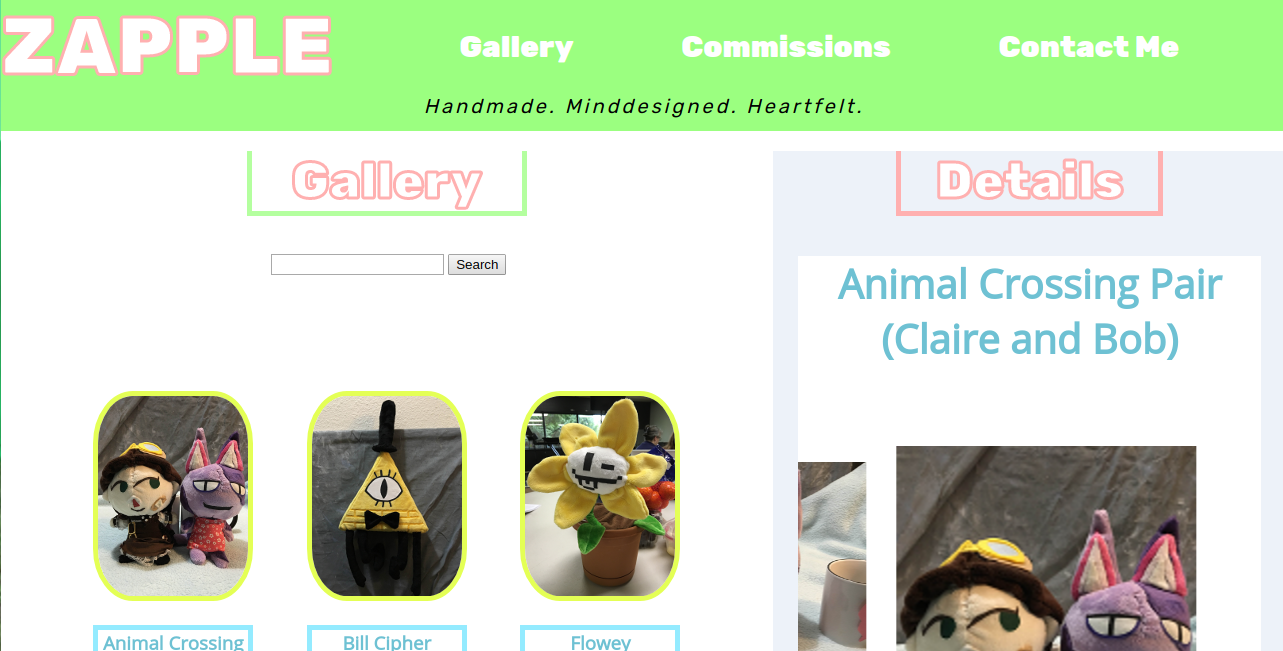 ZAPPLE
Gallery
Commissions
Contact Me
Handmade. Minddesigned. Heartfelt.
Gallery
Search
Animal Crossing
Bill Cipher
Flowey
Details
Animal Crossing Pair
(Claire and Bob)